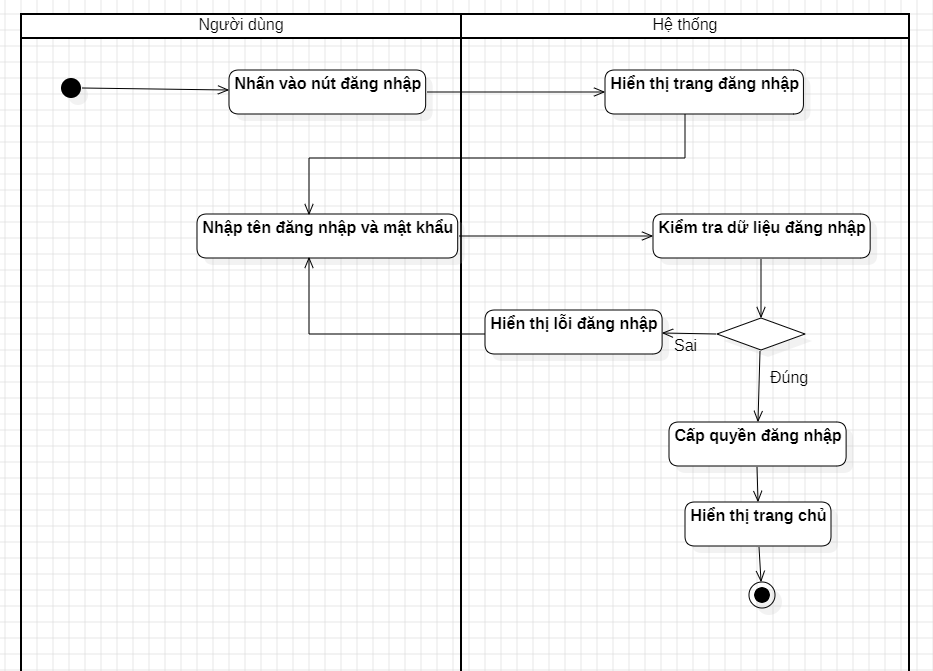 Người dùng
Hệ thống
Nhấn vào nút đăng nhập
Hiển thị trang đăng nhập
Nhập tên đăng nhập và mật khẩu
Kiểm tra dữ liệu đăng nhập
Hiển thị lỗi đăng nhập
Sai
Đúng
Cấp quyền đăng nhập
Hiển thị trang chủ